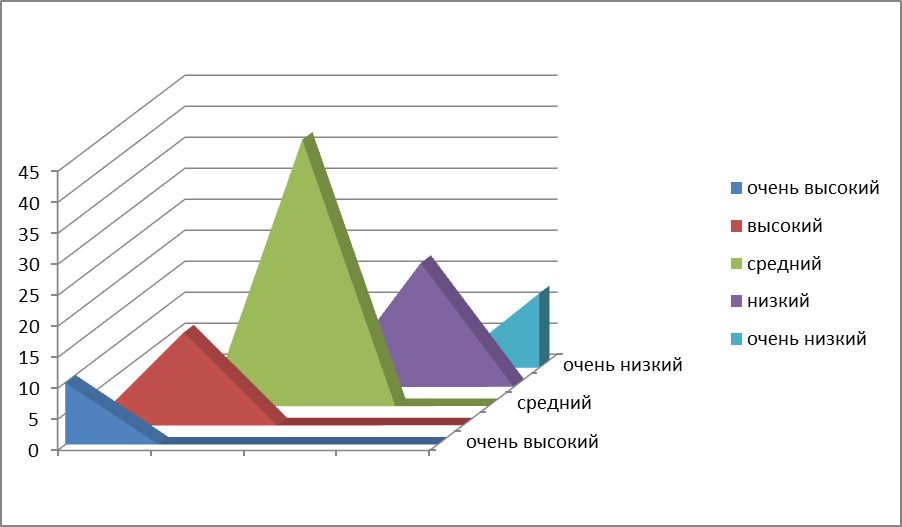 45
40
35
30
25
20
15
10
5
0
очень низкий
средний
очень высокий
очень высокий
высокий
средний
низкий
очень низкий